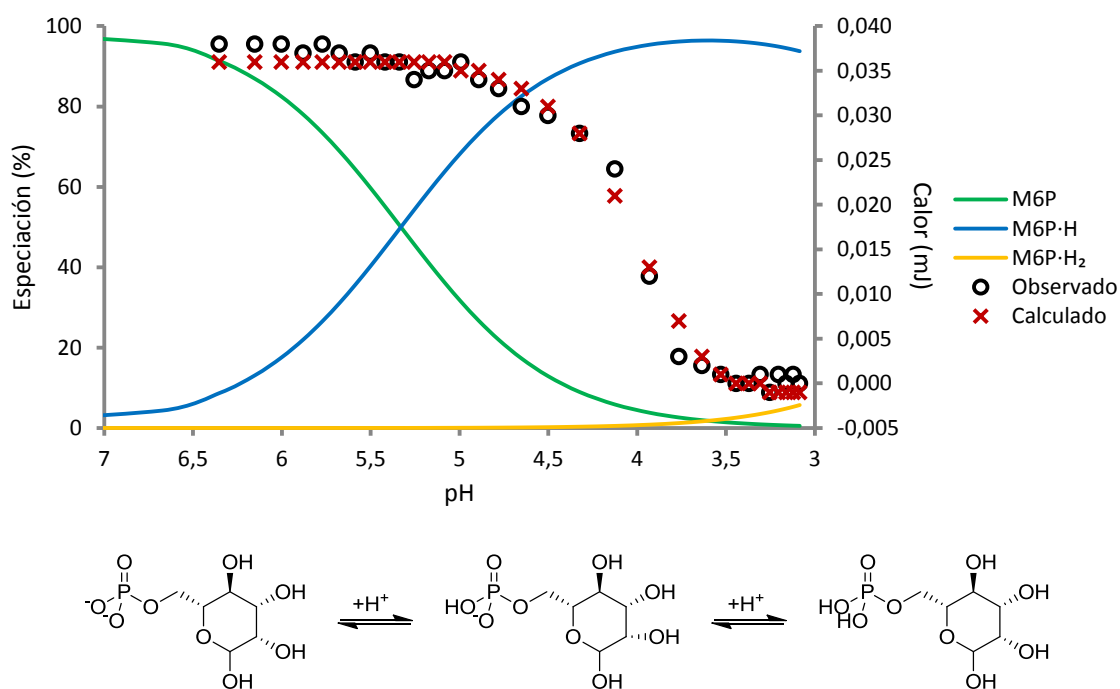 100
80
60
40
20
0
Especiación (%)
7
6,5
6
5,5
5
4,5
4
3,5
3
pH
0,040
0,035
0,030
0,025
0,020
0,015
0,010
0,005
0,000
-0,005
Calor (mJ)
M6P
M6P·H
M6P·H₂
Observado
Calculado
O
P
⁻O
O⁻
O
OH
OH
OH
O
OH
+H⁺
O
P
HO
O⁻
O
OH
OH
OH
O
OH
+H⁺
O
P
HO
HO
O
OH
OH
OH
O
OH